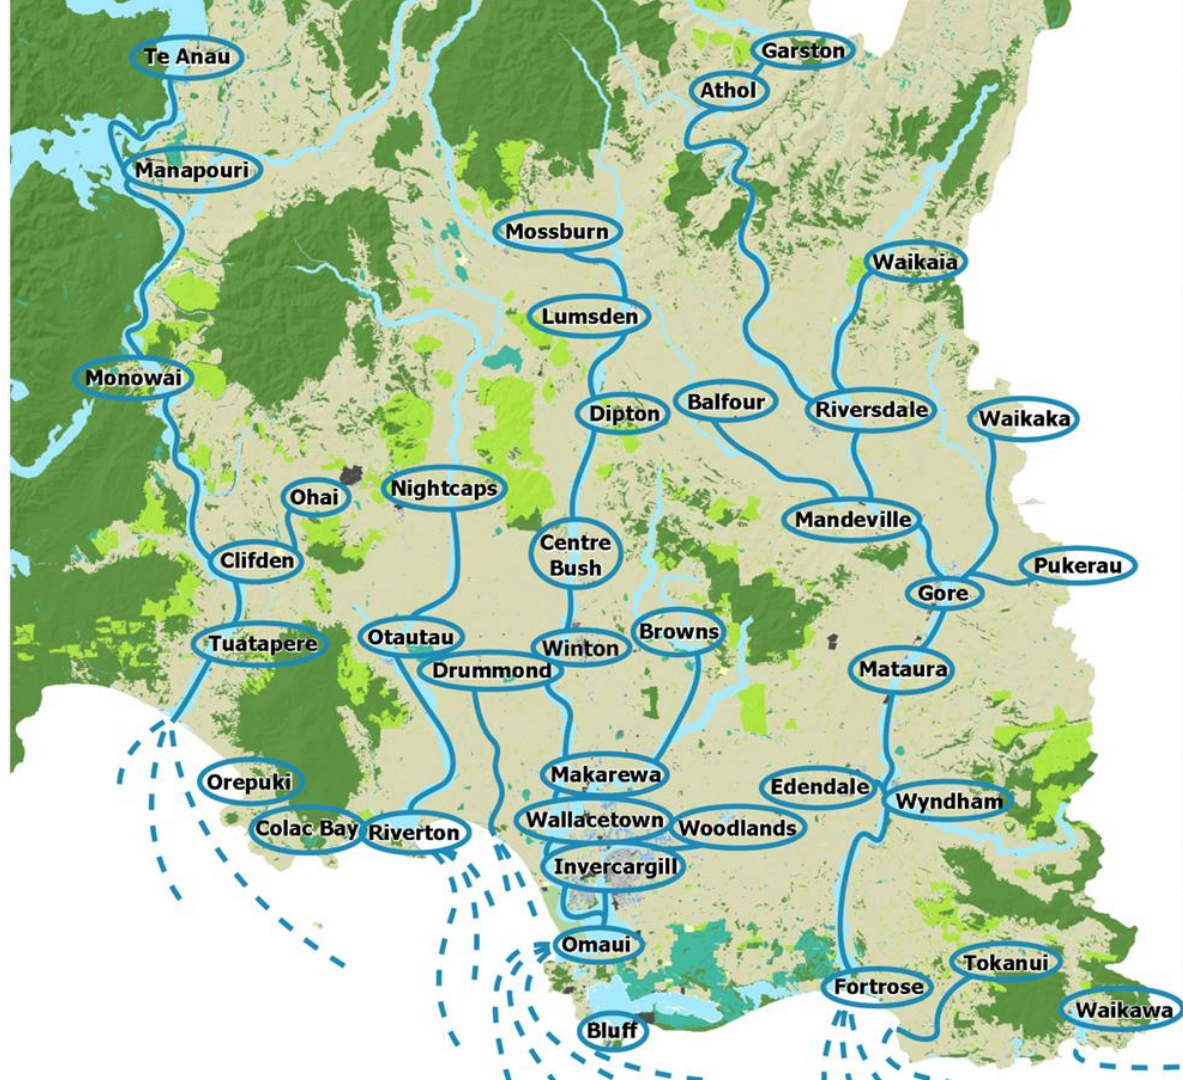 Garston
Te Anau
Athol
Manapouri
Mossburn
Waikaia
Lumsden
Monowai
Balfour
Riversdale
Dipton
Waikaka
Nightcaps
Ohai
Mandeville
Centre
Bush
Clifden
Pukerau
Gore
Browns
Otautau
Tuatapere
Winton
Drummond
Mataura
Makarewa
Orepuki
Edendale
Wyndham
Wallacetown
Woodlands
Colac Bay
Riverton
Invercargill
Omaui
Tokanui
Fortrose
Waikawa
Bluff